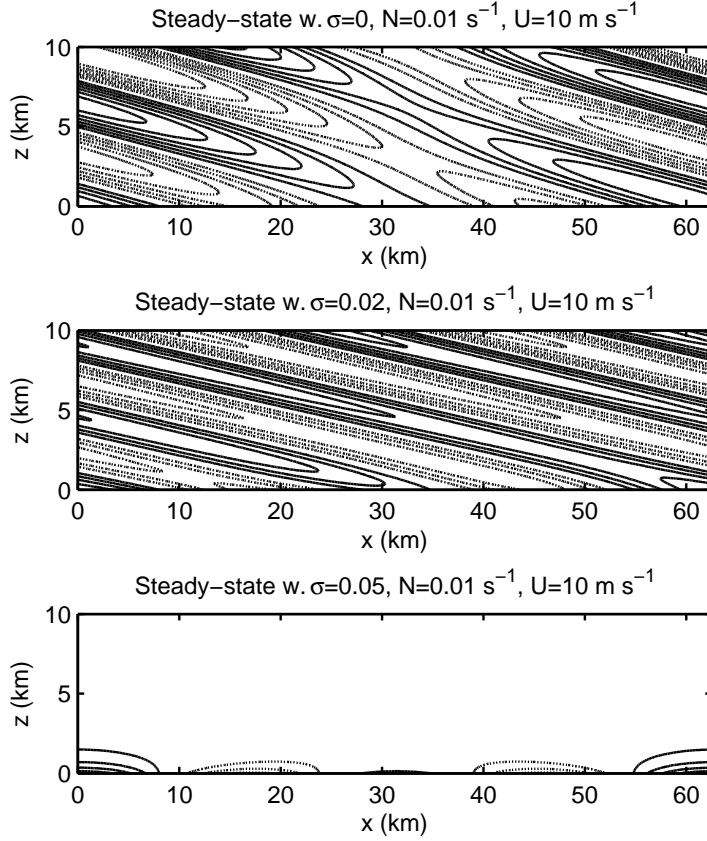 Steady−state w. σ=0, N=0.01 s⁻¹, U=10 m s⁻¹
10
5
0
z (km)
0 10 20 30 40 50 60
x (km)
Steady−state w. σ=0.02, N=0.01 s⁻¹, U=10 m s⁻¹
10
5
0
z (km)
0 10 20 30 40 50 60
x (km)
Steady−state w. σ=0.05, N=0.01 s⁻¹, U=10 m s⁻¹
10
5
0
z (km)
0 10 20 30 40 50 60
x (km)